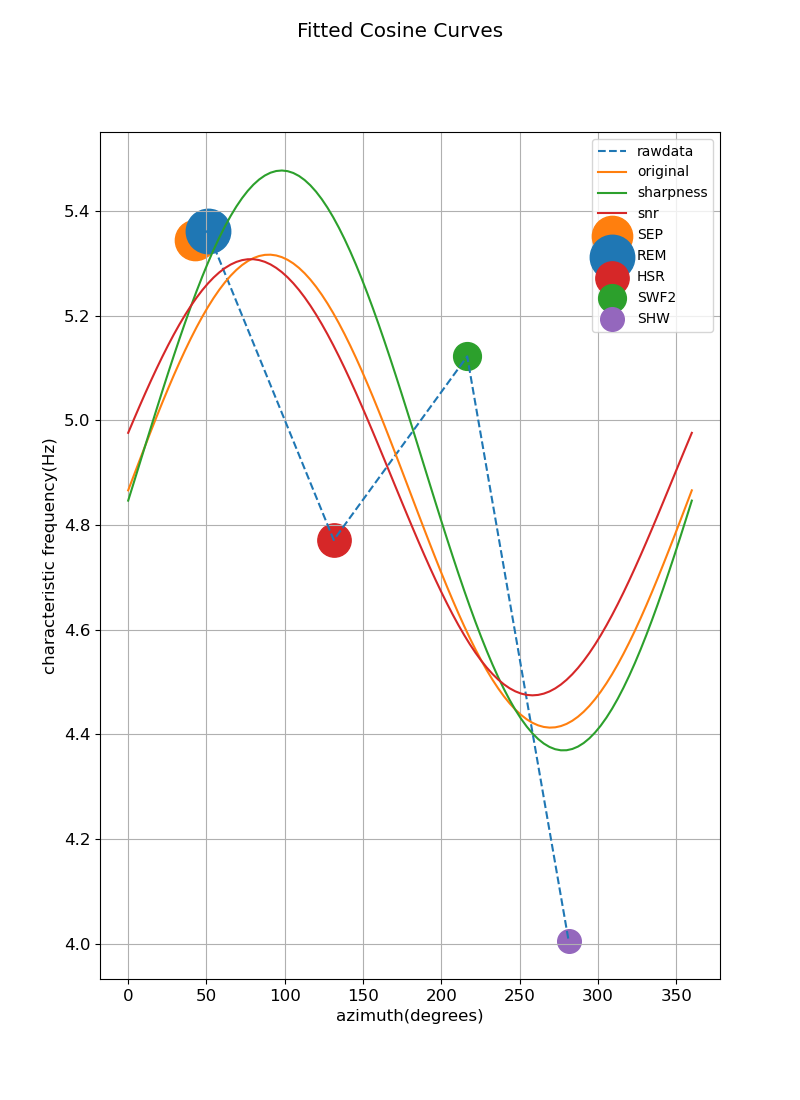 Fitted Cosine Curves
rawdata
original
sharpness
snr
SEP
REM
HSR
SWF2
SHW
5.4
5.2
5.0
4.8
4.6
4.4
4.2
4.0
characteristic frequency(Hz)
0 50 100 150 200 250 300 350
azimuth(degrees)